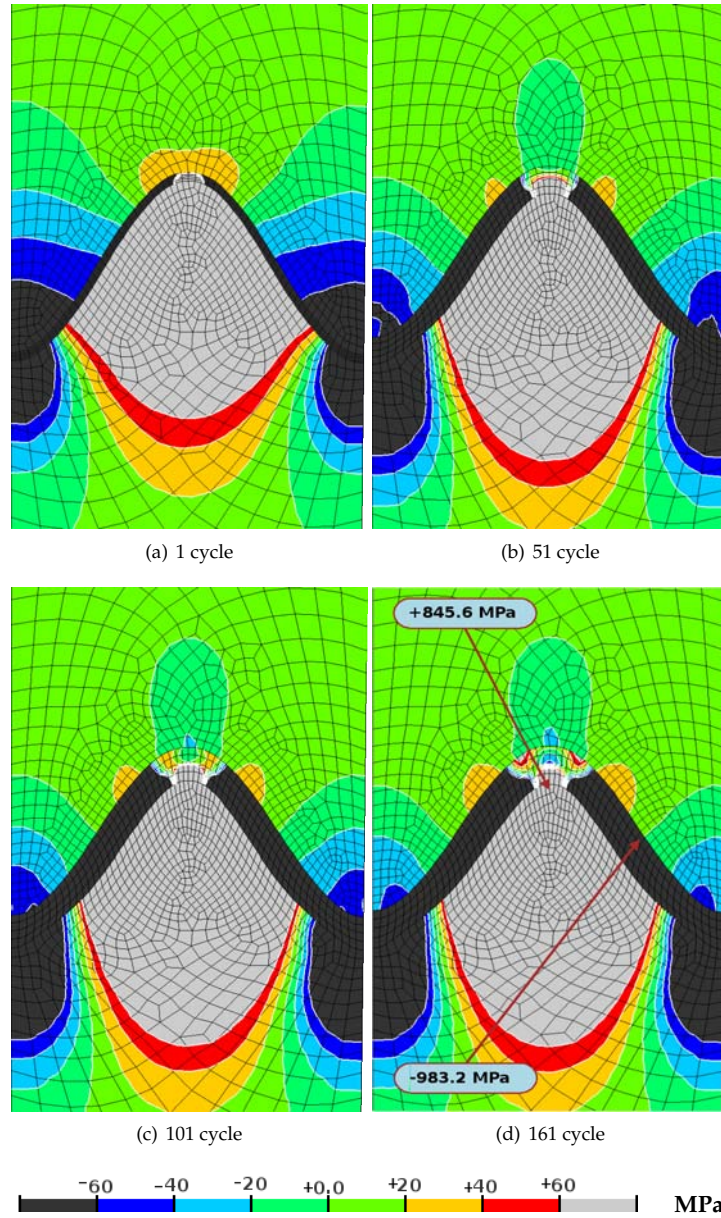 (a) 1 cycle
(b) 51 cycle
+845.6 MPa
-983.2 MPa
(c) 101 cycle
(d) 161 cycle
-60 -40 -20 +0.0 +20 +40 +60
MPa